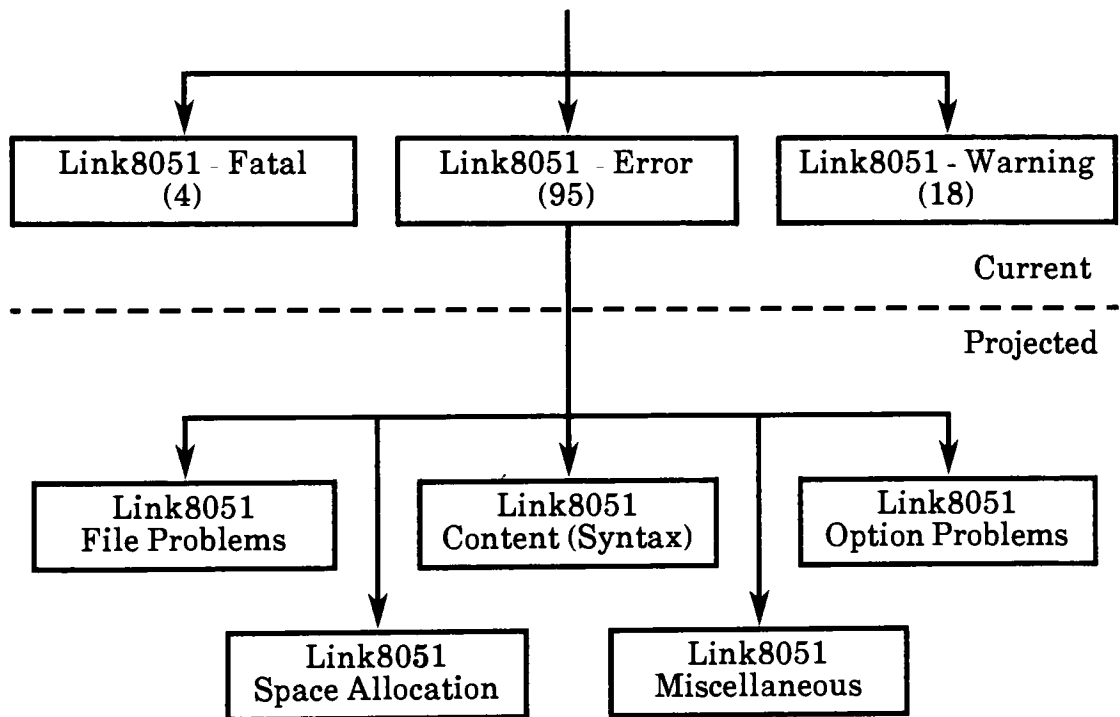 Link8051 - Fatal
(4)
Link8051 - Error
(95)
Link8051 - Warning
(18)
Current
Projected
Link8051
File Problems
Link8051
Content (Syntax)
Link8051
Option Problems
Link8051
Space Allocation
Link8051
Miscellaneous